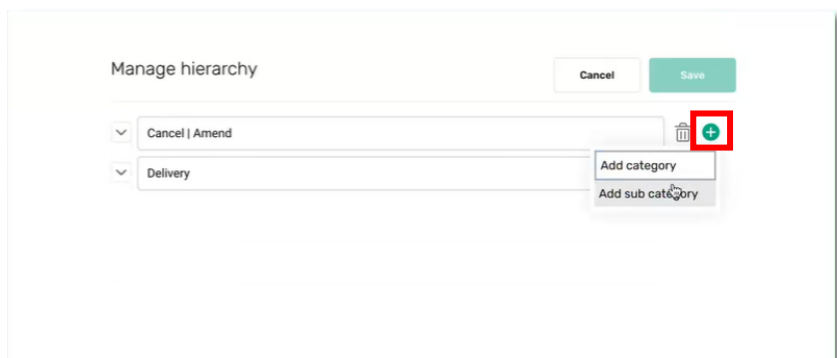 Manage hierarchy
Cancel
Save
Cancel | Amend
Delivery
Add category
Add sub category